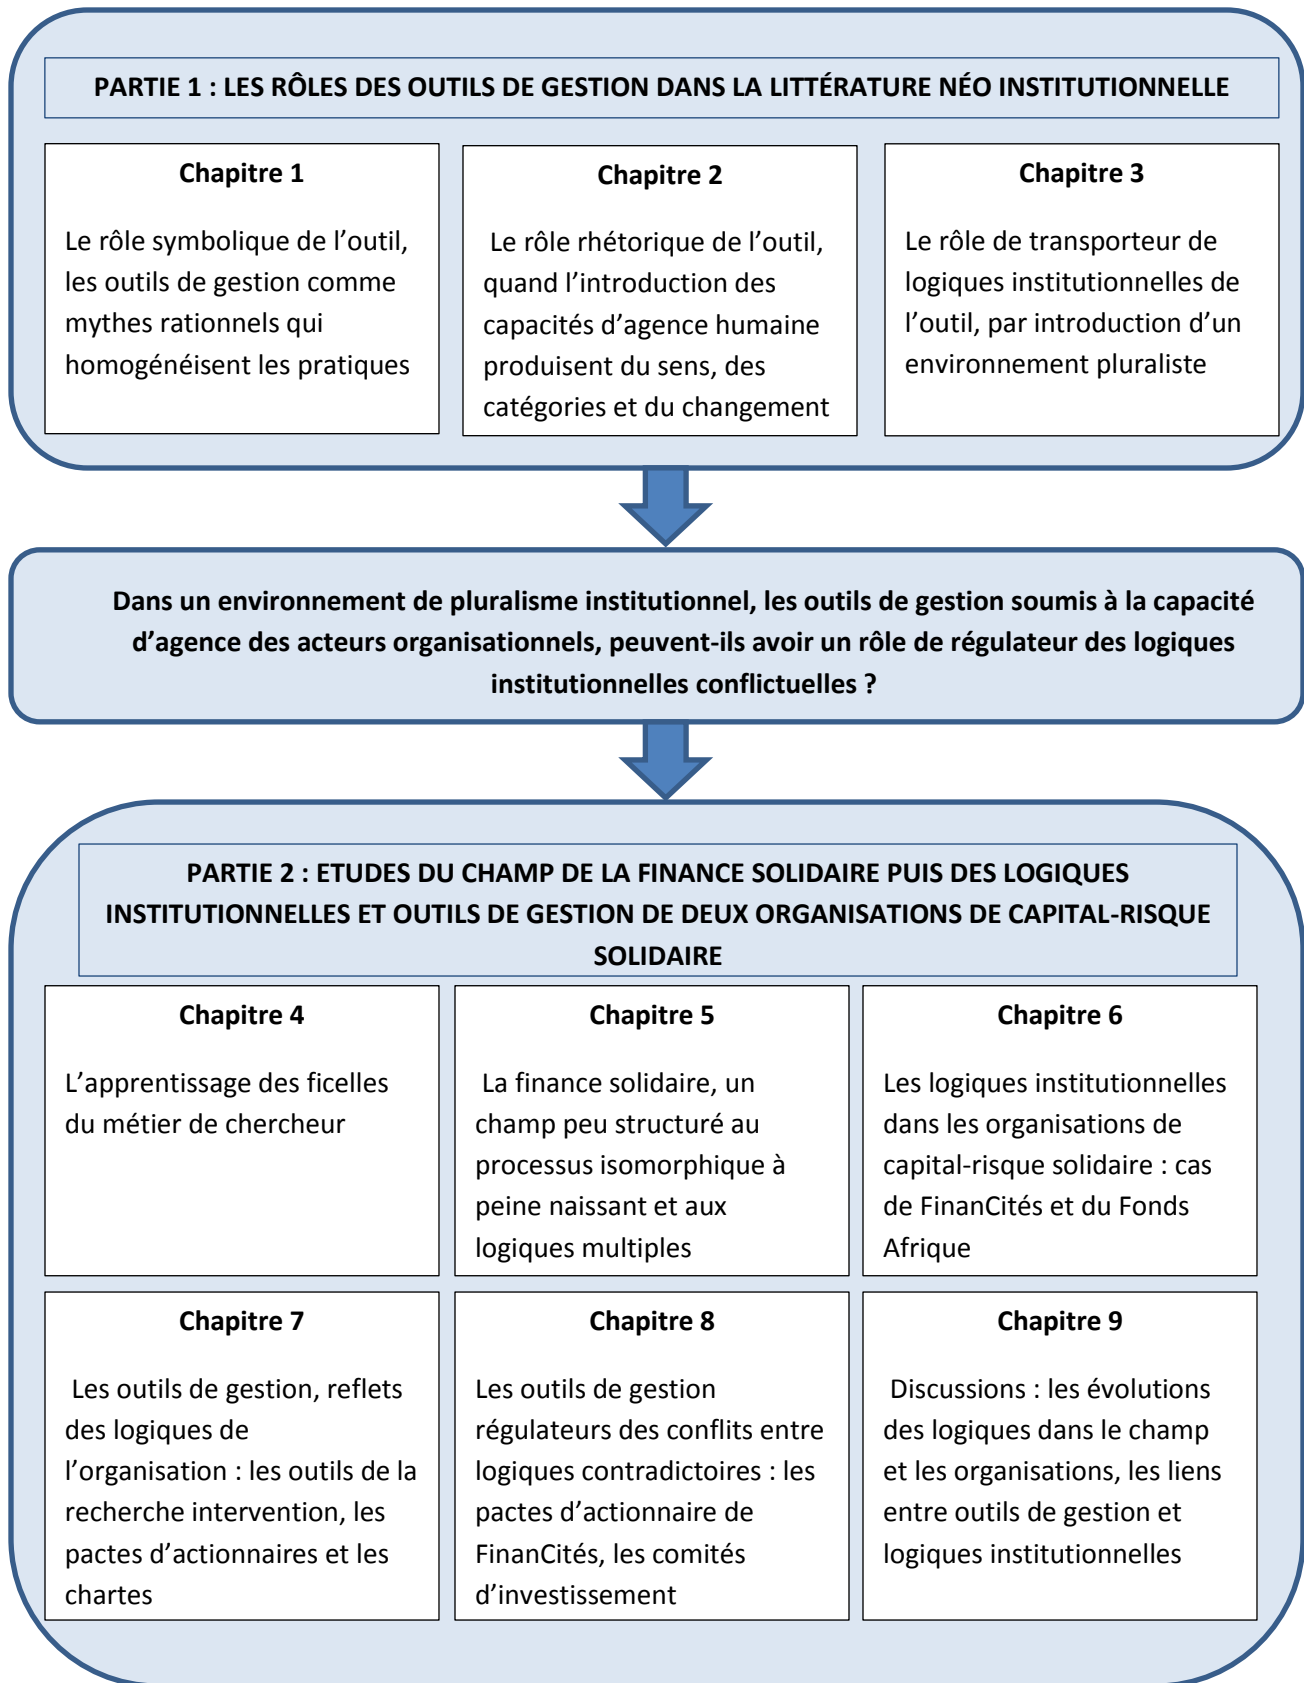 PARTIE 1 : LES RÔLES DES OUTILS DE GESTION DANS LA LITTÉRATURE NÉO INSTITUTIONNELLE
Chapitre 1
Le rôle symbolique de l’outil,
les outils de gestion comme
mythes rationnels qui
homogénéisent les pratiques
Chapitre 2
Le rôle rhétorique de l’outil,
quand l’introduction des
capacités d’agence humaine
produisent du sens, des
catégories et du changement
Chapitre 3
Le rôle de transporteur de
logiques institutionnelles de
l’outil, par introduction d’un
environnement pluraliste
Dans un environnement de pluralisme institutionnel, les outils de gestion soumis à la capacité
d’agence des acteurs organisationnels, peuvent-ils avoir un rôle de régulateur des logiques
institutionnelles conflictuelles ?
PARTIE 2 : ETUDES DU CHAMP DE LA FINANCE SOLIDAIRE PUIS DES LOGIQUES
INSTITUTIONNELLES ET OUTILS DE GESTION DE DEUX ORGANISATIONS DE CAPITAL-RISQUE
SOLIDAIRE
Chapitre 4
L’apprentissage des ficelles
du métier de chercheur
Chapitre 5
La finance solidaire, un
champ peu structuré au
processus isomorphique à
peine naissant et aux
logiques multiples
Chapitre 6
Les logiques institutionnelles
dans les organisations de
capital-risque solidaire : cas
de FinanCités et du Fonds
Afrique
Chapitre 7
Les outils de gestion, reflets
des logiques de
l’organisation : les outils de la
recherche intervention, les
pactes d’actionnaires et les
chartes
Chapitre 8
Les outils de gestion
régulateurs des conflits entre
logiques contradictoires : les
pactes d’actionnaire de
FinanCités, les comités
d’investissement
Chapitre 9
Discussions : les évolutions
des logiques dans le champ
et les organisations, les liens
entre outils de gestion et
logiques institutionnelles